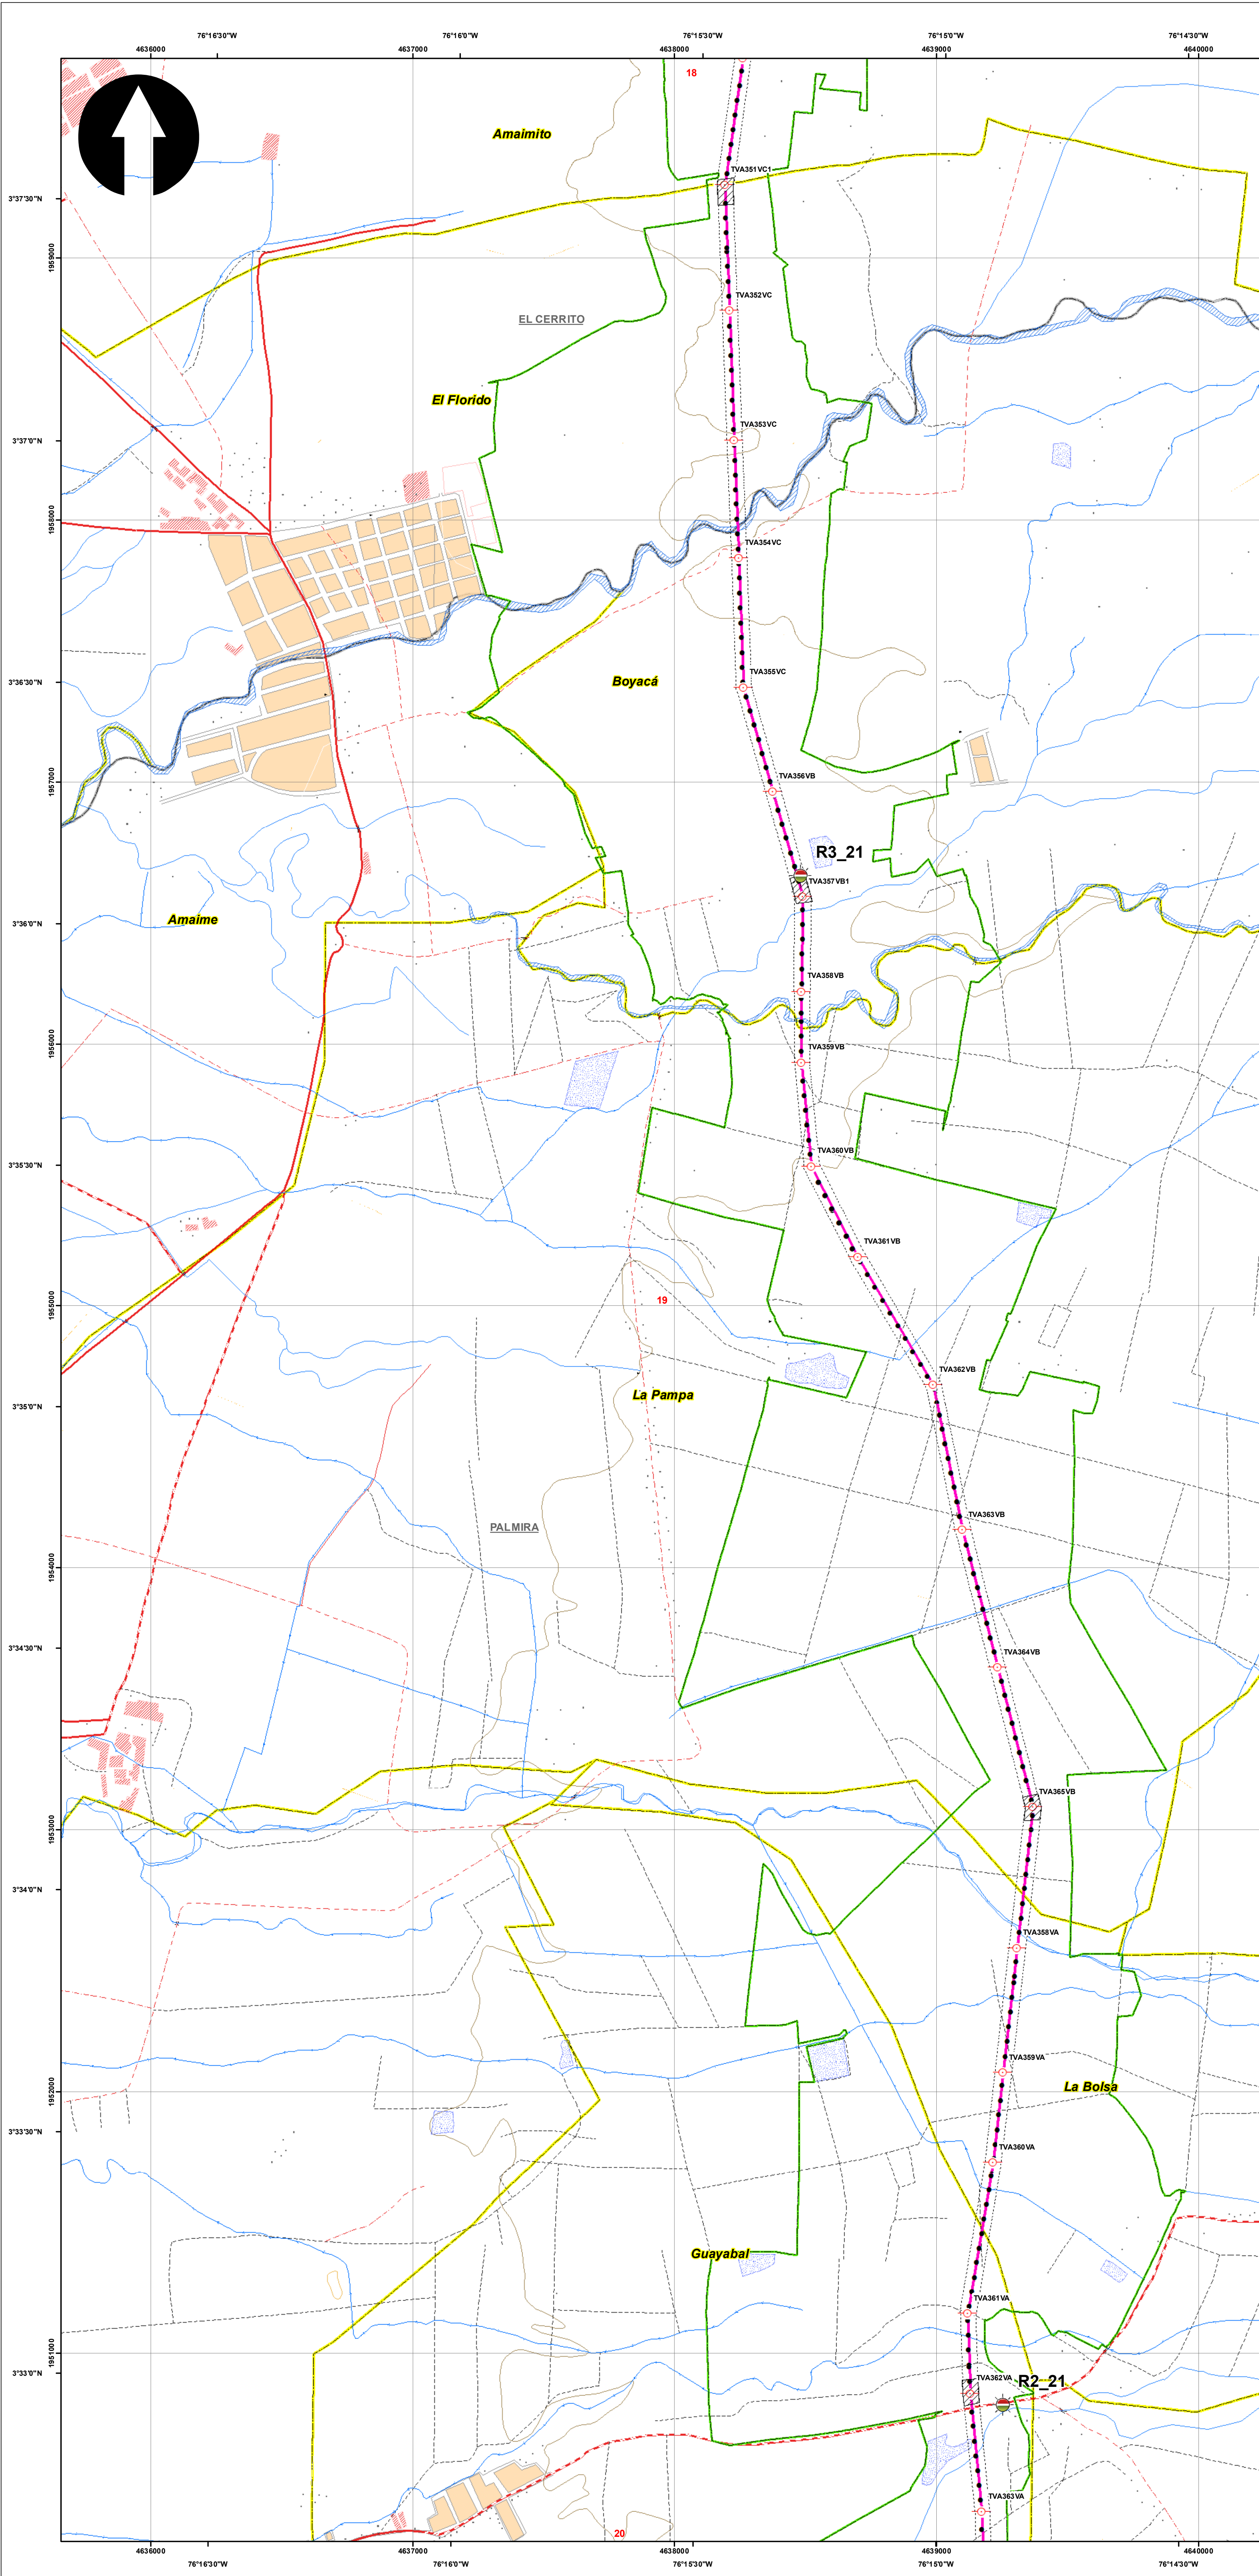 76°16'30"W
76°16'0"W
76°15'30"W
76°15'0"W
76°14'30"W
4636000
4637000
4638000
4639000
4640000
18
Amaimito
TVA351VC1
3°37'30"N
1959000
TVA352VC
EL CERRITO
El Florido
TVA353VC
3°37'0"N
1958000
TVA354VC
Boyacá
TVA355VC
3°36'30"N
TVA356VB
1957000
R3_21
TVA357VB1
Amaime
3°36'0"N
TVA358VB
1956000
TVA359VB
TVA360VB
3°35'30"N
TVA361VB
19
1955000
TVA362VB
La Pampa
3°35'0"N
TVA363VB
PALMIRA
1954000
3°34'30"N
TVA364VB
TVA365VB
1953000
3°34'0"N
TVA358VA
TVA359VA
La Bolsa
1952000
3°33'30"N
TVA360VA
Guayabal
TVA361VA
1951000
3°33'0"N
TVA362VA
R2_21
TVA363VA
20
4636000
4637000
4638000
4639000
4640000
76°16'30"W
76°16'0"W
76°15'30"W
76°15'0"W
76°14'30"W